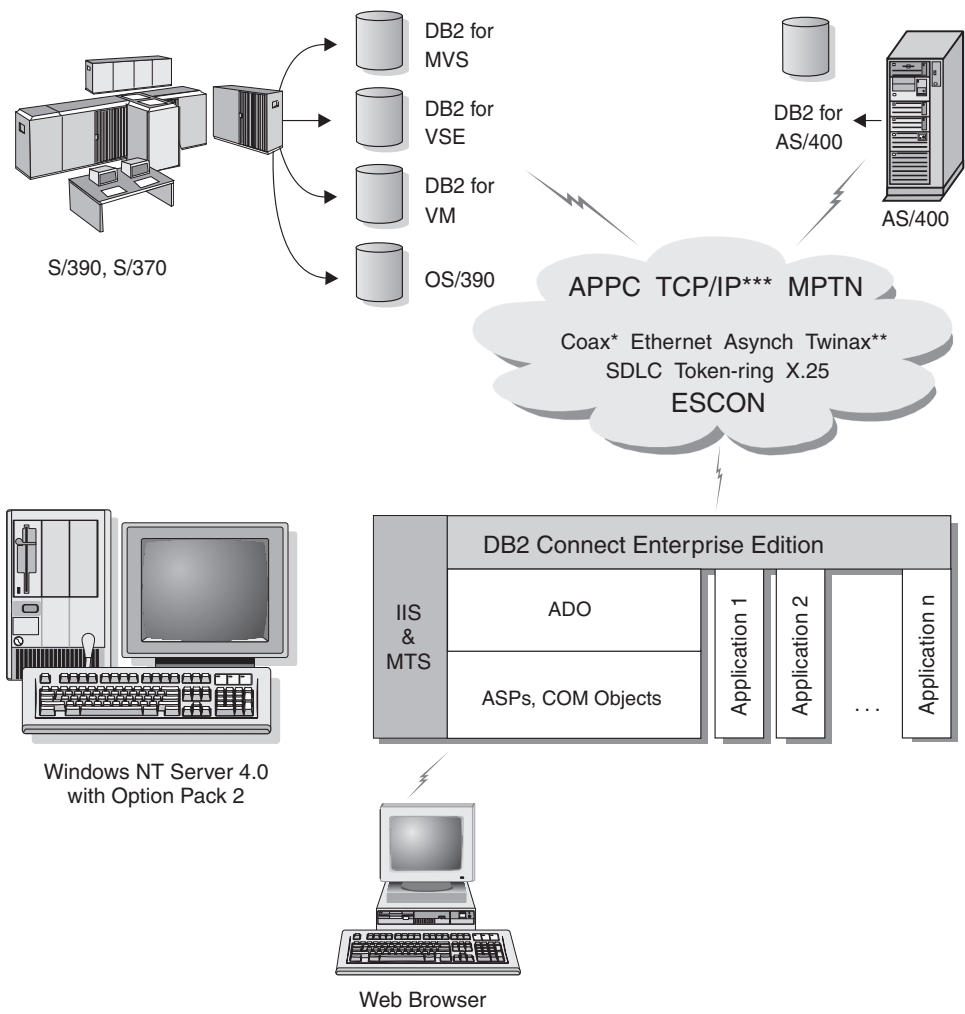 DB2 for
MVS
DB2 for
VSE
DB2 for
VM
OS/390
S/390, S/370
DB2 for
AS/400
AS/400
APPC TCP/IP*** MPTN
Coax* Ethernet Asynch Twinax**
SDLC Token-ring X.25
ESCON
DB2 Connect Enterprise Edition
IIS
&
MTS
ADO
ASPs, COM Objects
Application 1
Application 2
. . .
Application n
Windows NT Server 4.0
with Option Pack 2
Web Browser